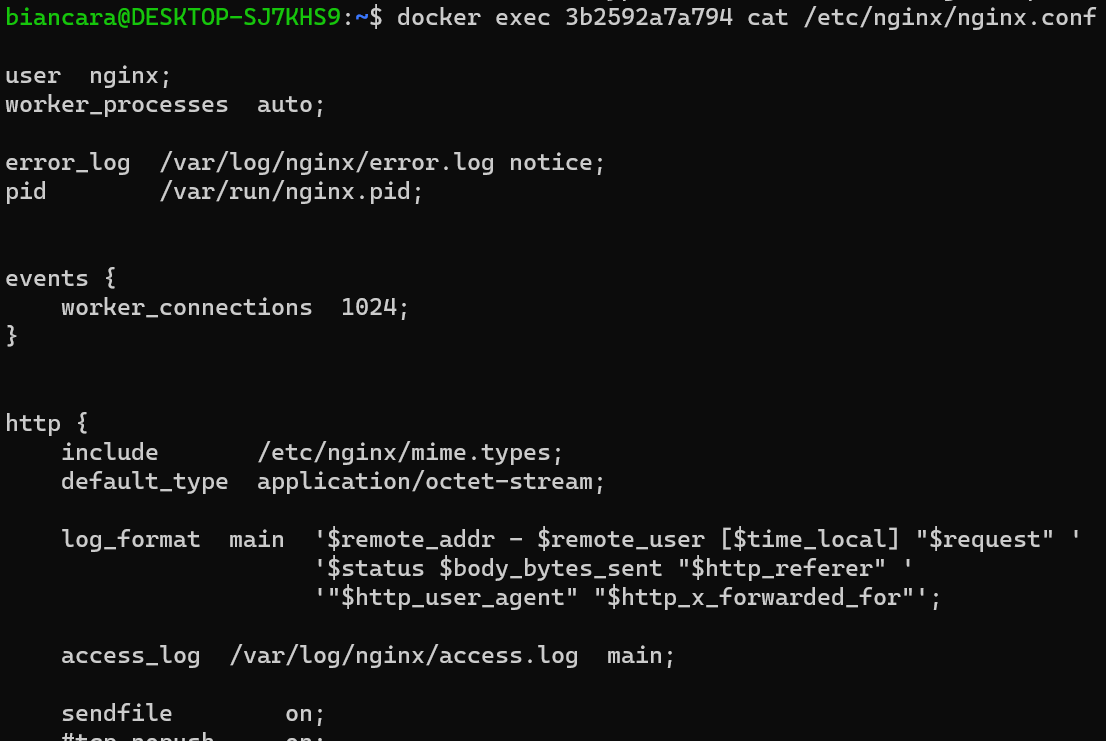 biancara@DESKTOP-SJ7KHS9:~$ docker exec 3b2592a7a794 cat /etc/nginx/nginx.conf
user  nginx;
worker_processes  auto;
error_log  /var/log/nginx/error.log notice;
pid        /var/run/nginx.pid;
events {
    worker_connections  1024;
}
http {
    include       /etc/nginx/mime.types;
    default_type  application/octet-stream;
    log_format  main  '$remote_addr - $remote_user [$time_local] "$request" '
                      '$status $body_bytes_sent "$http_referer" '
                      '"$http_user_agent" "$http_x_forwarded_for"';
    access_log  /var/log/nginx/access.log  main;
    sendfile        on;
    #tcp_nopush     on;